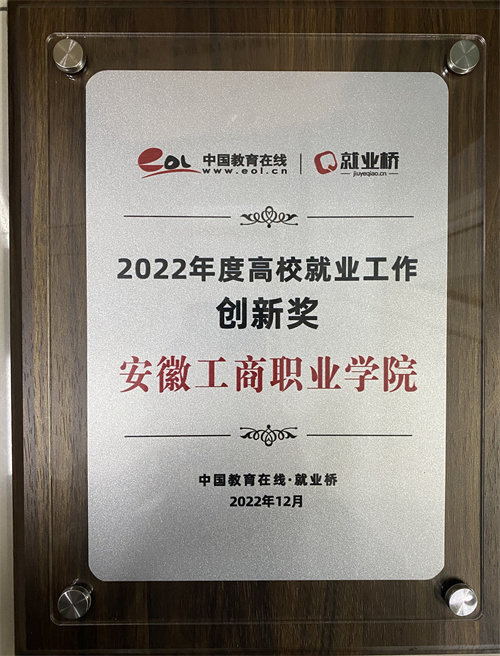 eoL 中国教育在线 www.eol.cn
就业桥 jiuyeqiao.cn
2022年度高校就业工作
创新奖
安徽工商职业学院
中国教育在线·就业桥
2022年12月